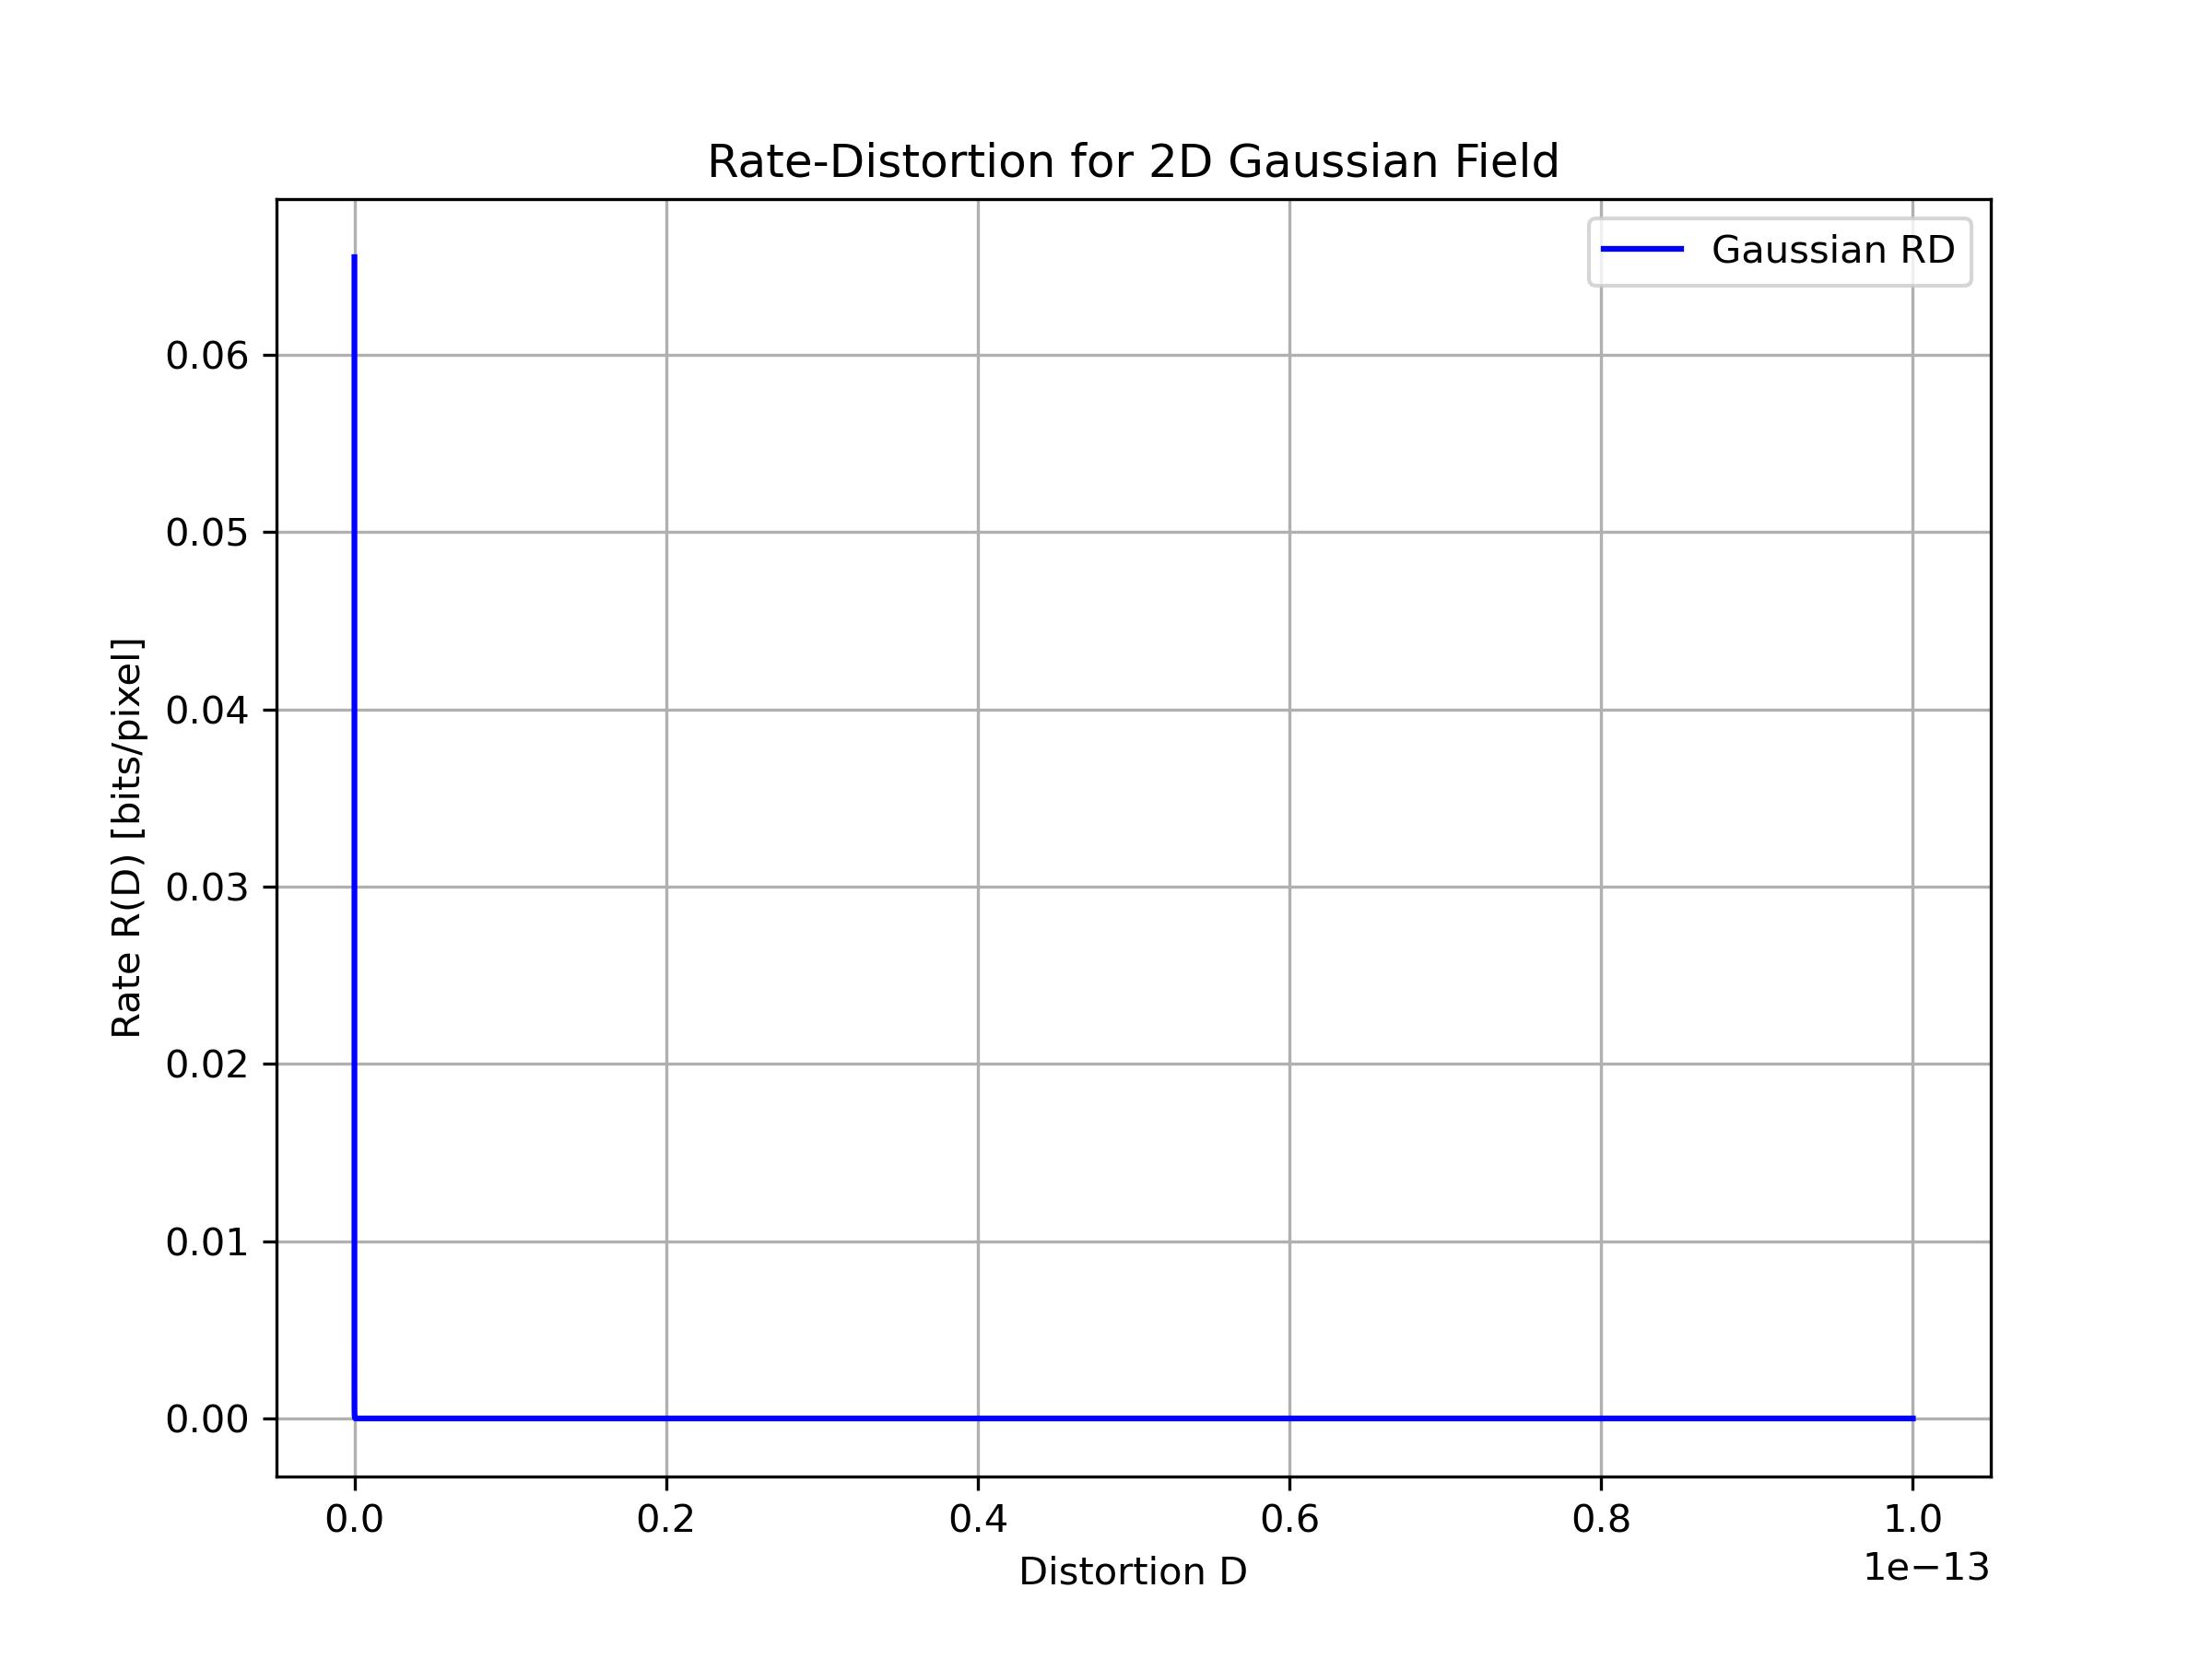 Rate-Distortion for 2D Gaussian Field
Gaussian RD
Rate R(D) [bits/pixel]
0.06
0.05
0.04
0.03
0.02
0.01
0.00
0.0 0.2 0.4 0.6 0.8 1.0
Distortion D
1e−13